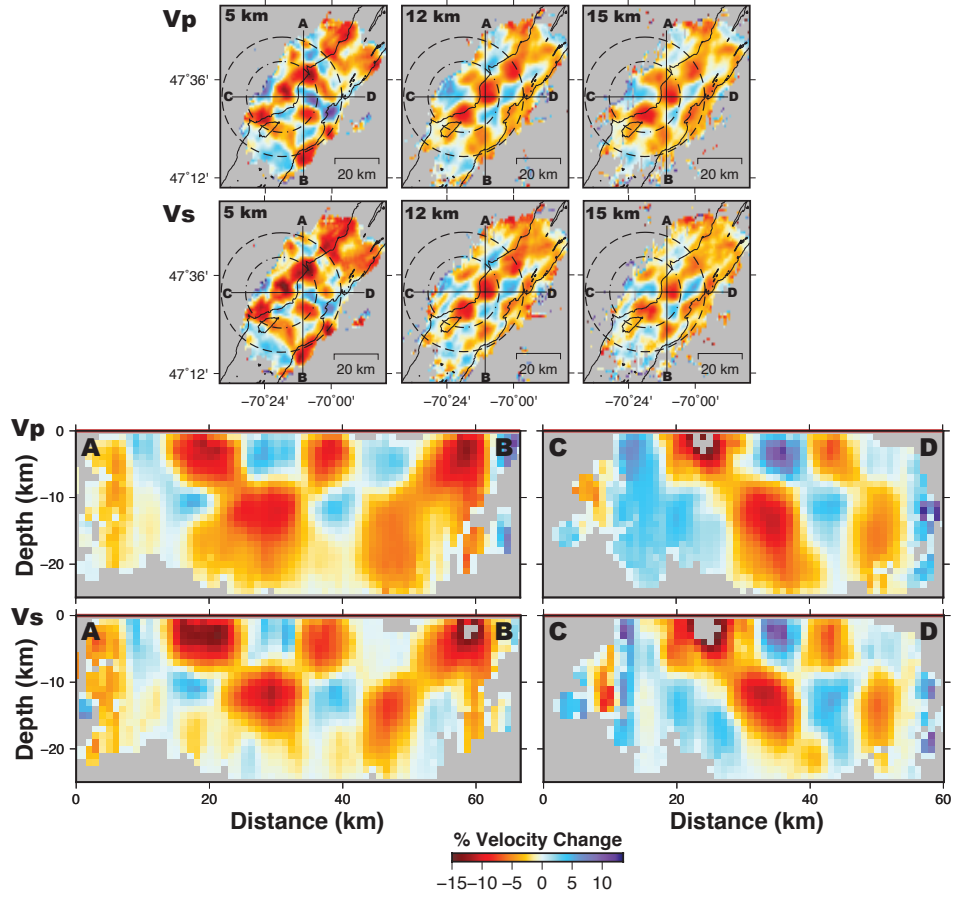 Vp
5 km
A
C
D
B
20 km
12 km
A
C
D
B
20 km
15 km
A
C
D
B
20 km
47˚36'
47˚12'
Vs
5 km
A
C
D
B
20 km
12 km
A
C
D
B
20 km
15 km
A
C
D
B
20 km
47˚36'
47˚12'
−70˚24' −70˚00' −70˚24' −70˚00' −70˚24' −70˚00'
Vp
A B
C D
0
−10
−20
Depth (km)
Vs
A B
C D
0
−10
−20
Depth (km)
0 20 40 60
0 20 40 60
Distance (km) Distance (km)
% Velocity Change
−15 −10 −5 0 5 10